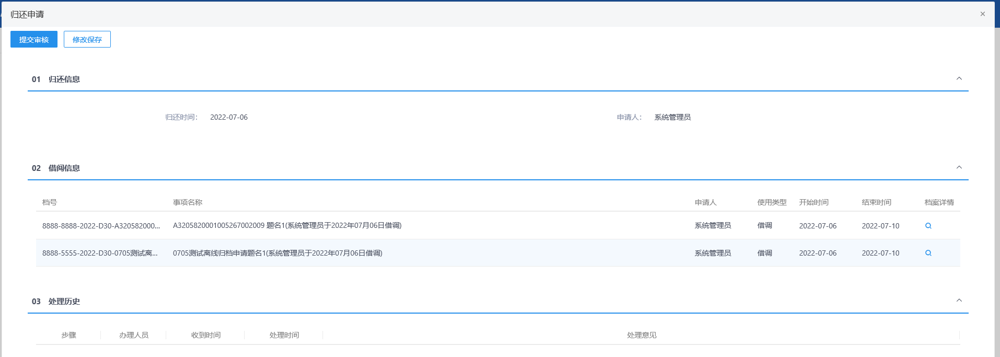 归还申请
提交审核 修改保存
01 归还信息
归还时间： 2022-07-06 申请人： 系统管理员
02 借阅信息
档号 事项名称 申请人 使用类型 开始时间 结束时间 档案详情
8888-8888-2022-D30-A320582000... A3205820001005267002009 题名1(系统管理员于2022年07月06日借调) 系统管理员 借调 2022-07-06 2022-07-10
8888-5555-2022-D30-0705测试离... 0705测试离线归档申请题名1(系统管理员于2022年07月06日借调) 系统管理员 借调 2022-07-06 2022-07-10
03 处理历史
步骤 办理人员 收到时间 处理时间 处理意见